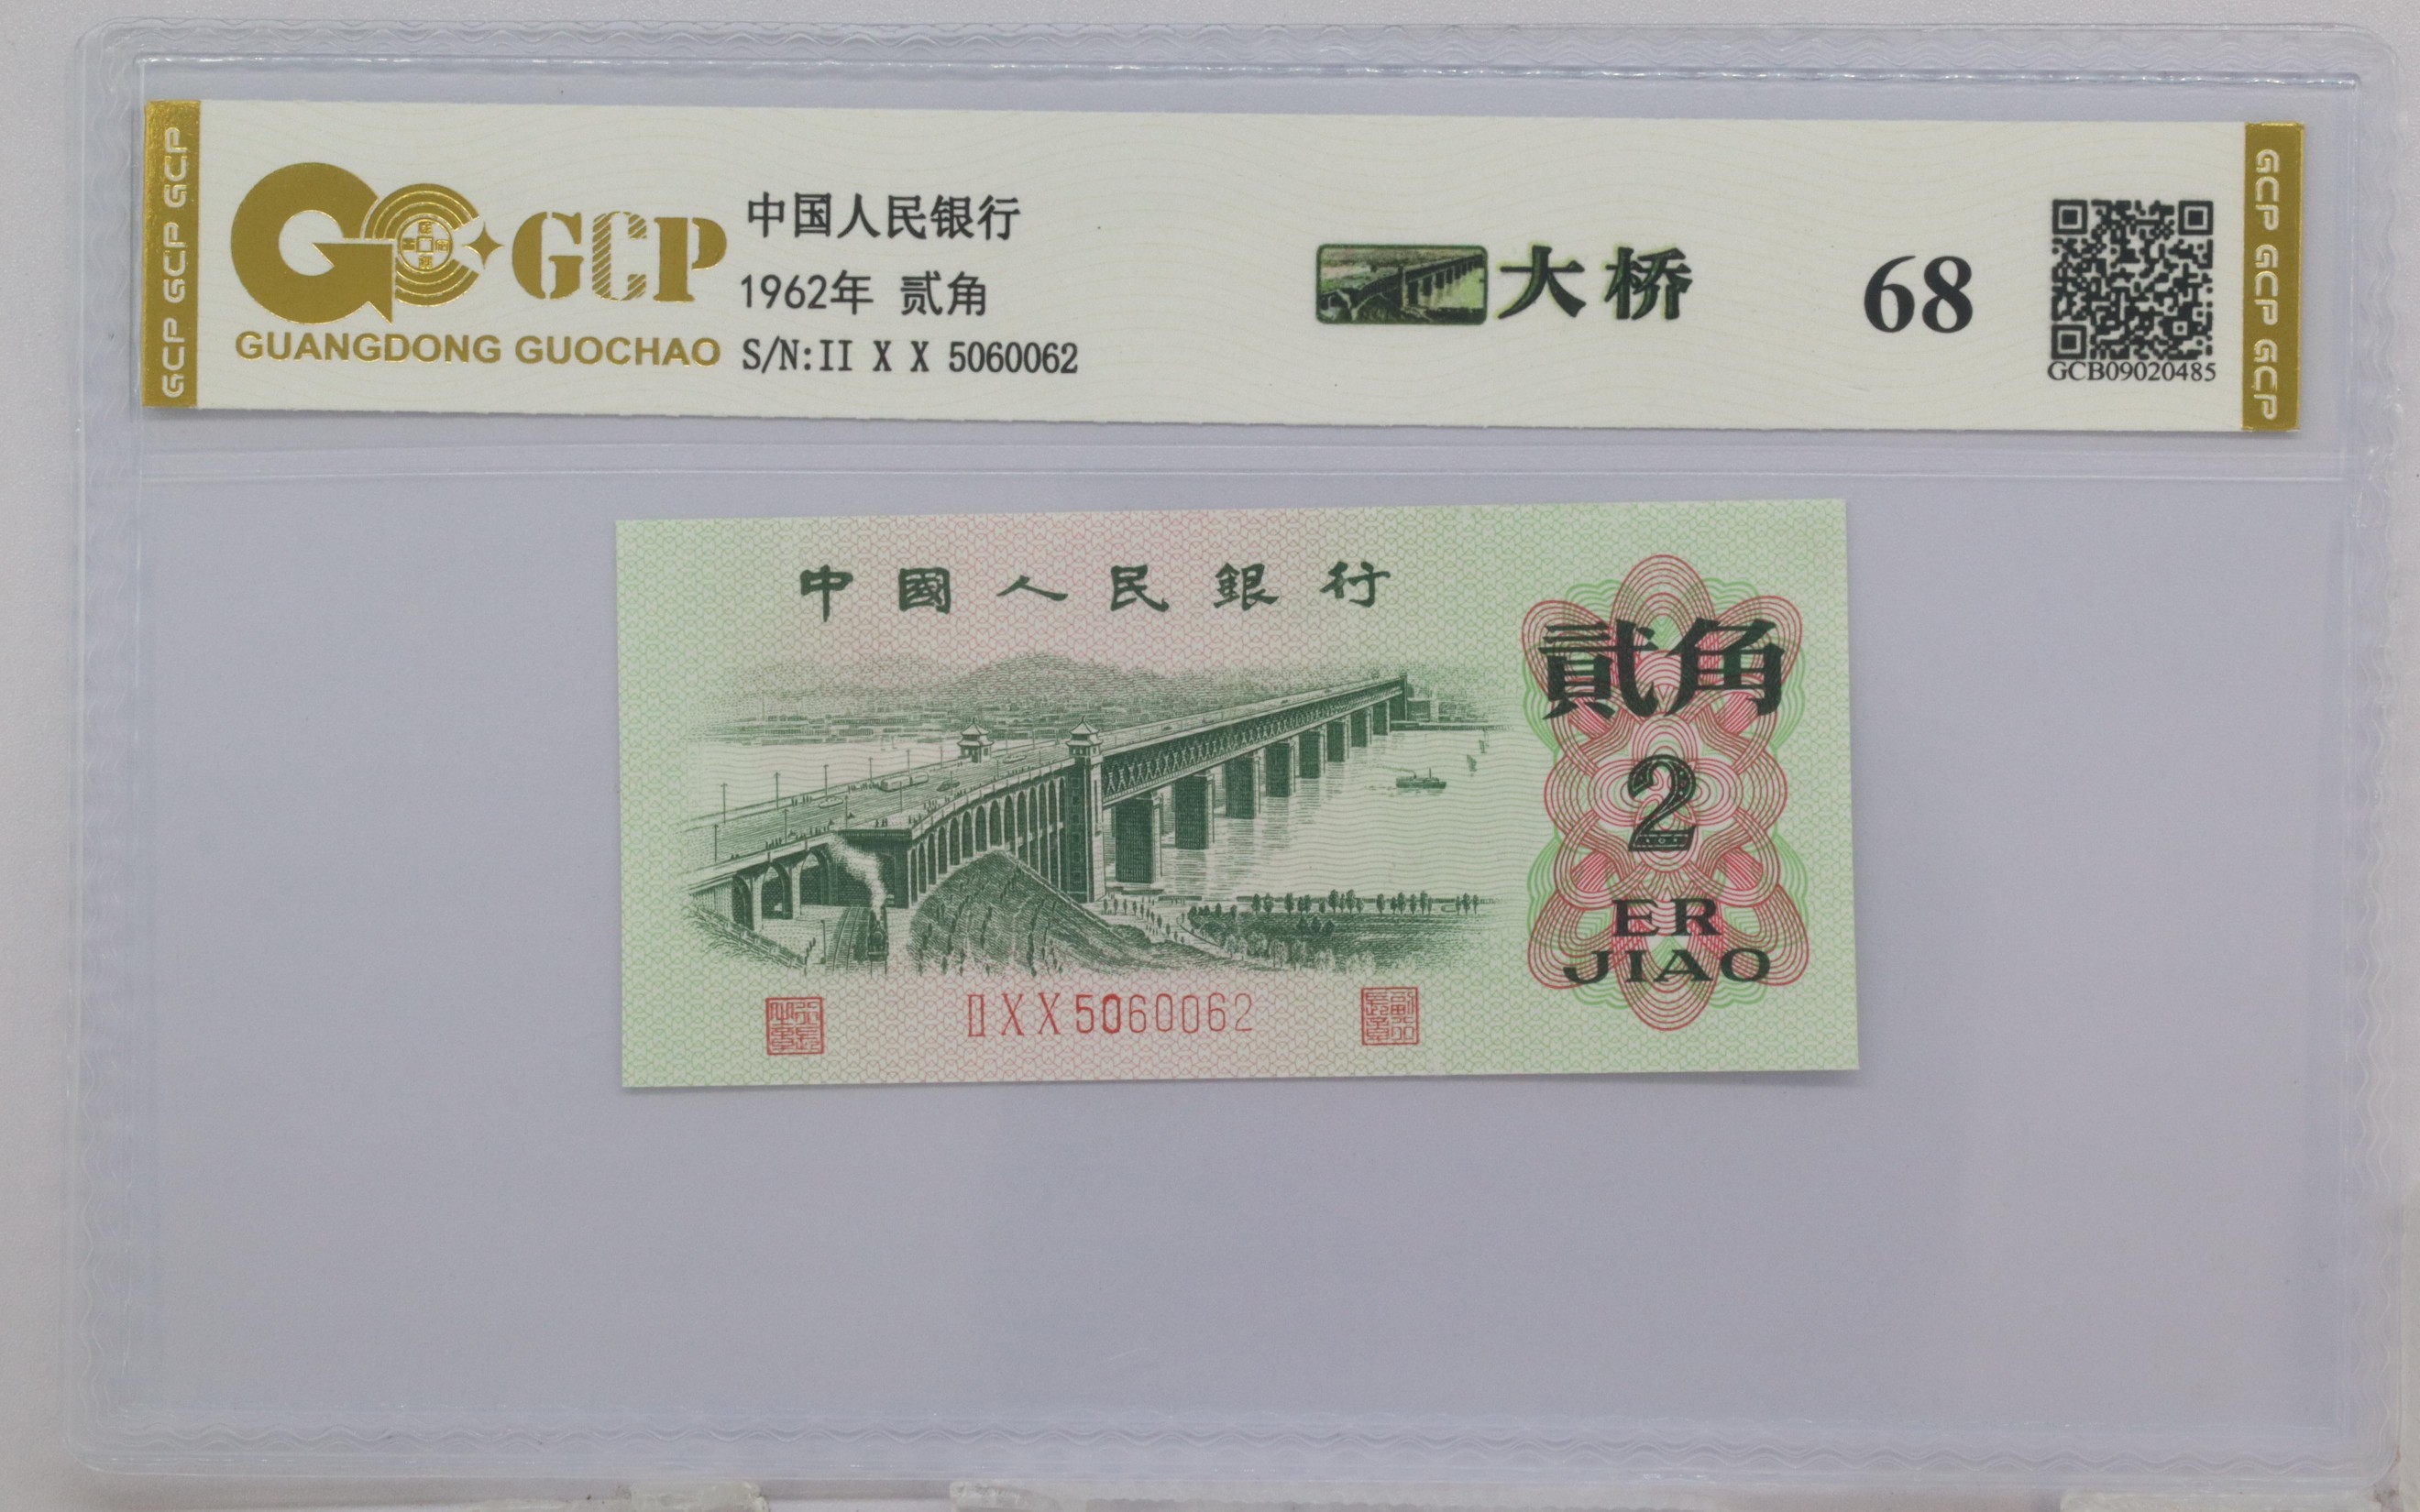 GCP GCP GCP
GCP
GUANGDONG GUOCHAO
中国人民银行
1962年 贰角
S/N:II X X 5060062
大桥
68
GCB09020485
GCP GCP GCP
中國人民銀行
貳角
2
ER
JIAO
ⅡXX5060062